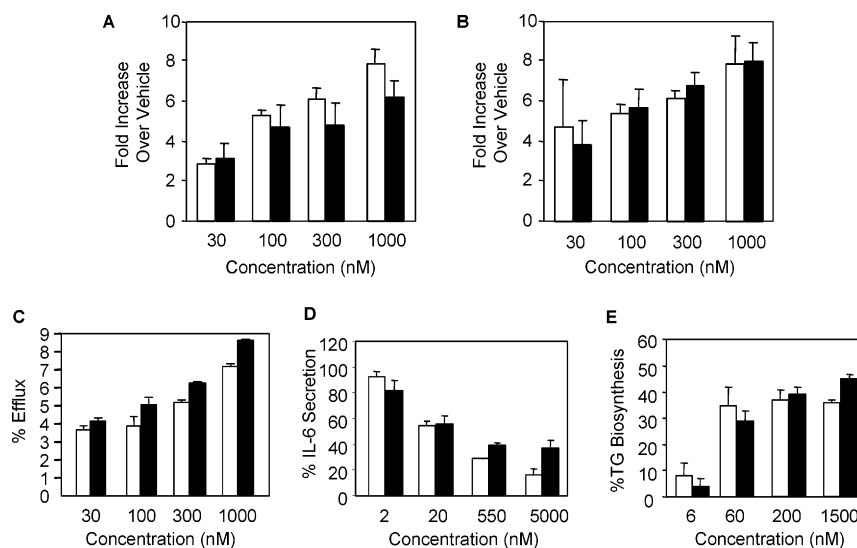 A
Fold Increase
Over Vehicle
10
8
6
4
2
0
30 100 300 1000
Concentration (nM)
B
Fold Increase
Over Vehicle
10
8
6
4
2
0
30 100 300 1000
Concentration (nM)
C
% Efflux
9
8
7
6
5
4
3
2
1
0
30 100 300 1000
Concentration (nM)
D
% IL-6 Secretion
120
100
80
60
40
20
0
2 20 550 5000
Concentration (nM)
E
%TG Biosynthesis
60
50
40
30
20
10
0
6 60 200 1500
Concentration (nM)